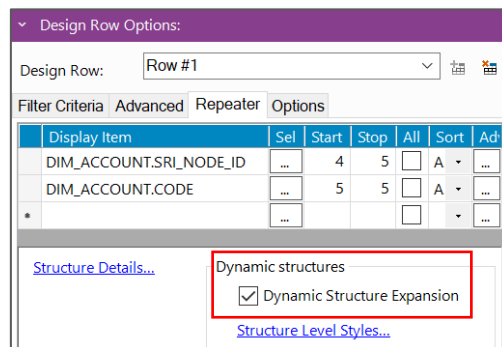 Design Row Options:
Design Row: Row #1
Filter Criteria Advanced Repeater Options
Display Item Sel Start Stop All Sort Ad
DIM_ACCOUNT.SRI_NODE_ID ... 4 5 A ...
DIM_ACCOUNT.CODE ... 5 5 A ...
* ... ...
Structure Details...
Dynamic structures
Dynamic Structure Expansion
Structure Level Styles...